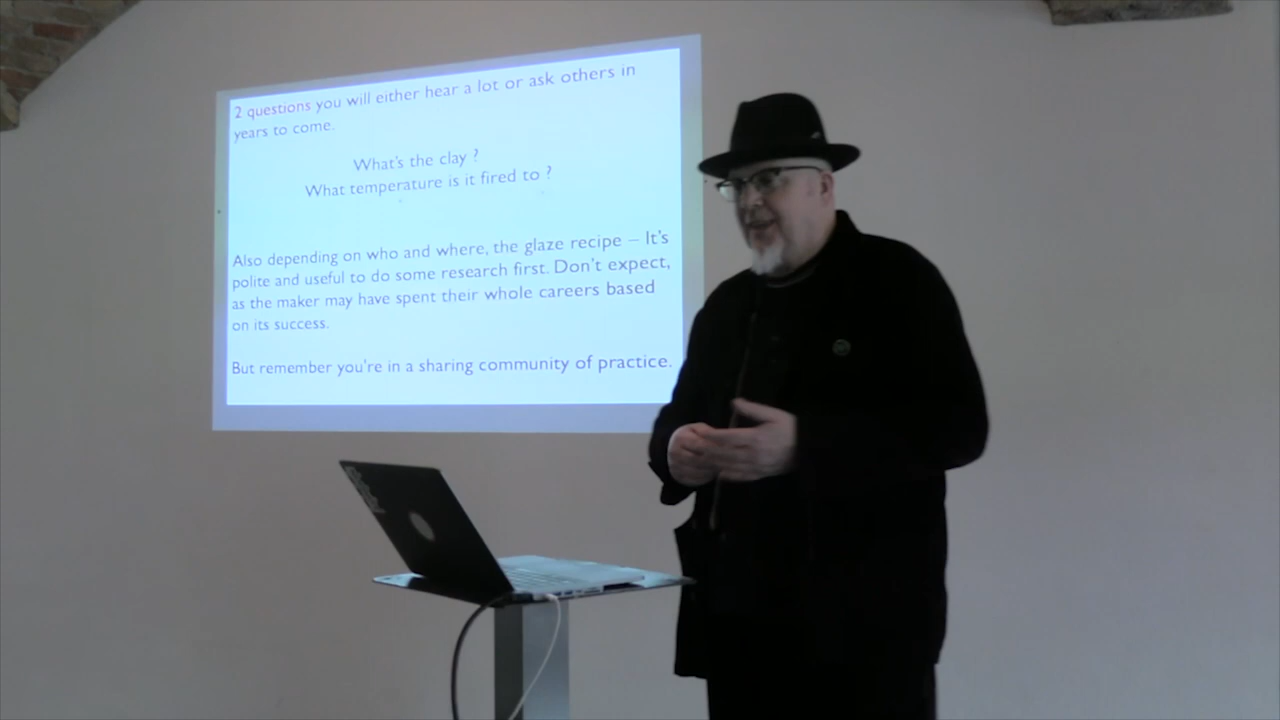 2 questions you will either hear a lot or ask others in
years to come.
What's the clay ?
What temperature is it fired to ?
Also depending on who and where, the glaze recipe – It's
polite and useful to do some research first. Don't expect,
as the maker may have spent their whole careers based
on its success.
But remember you're in a sharing community of practice.